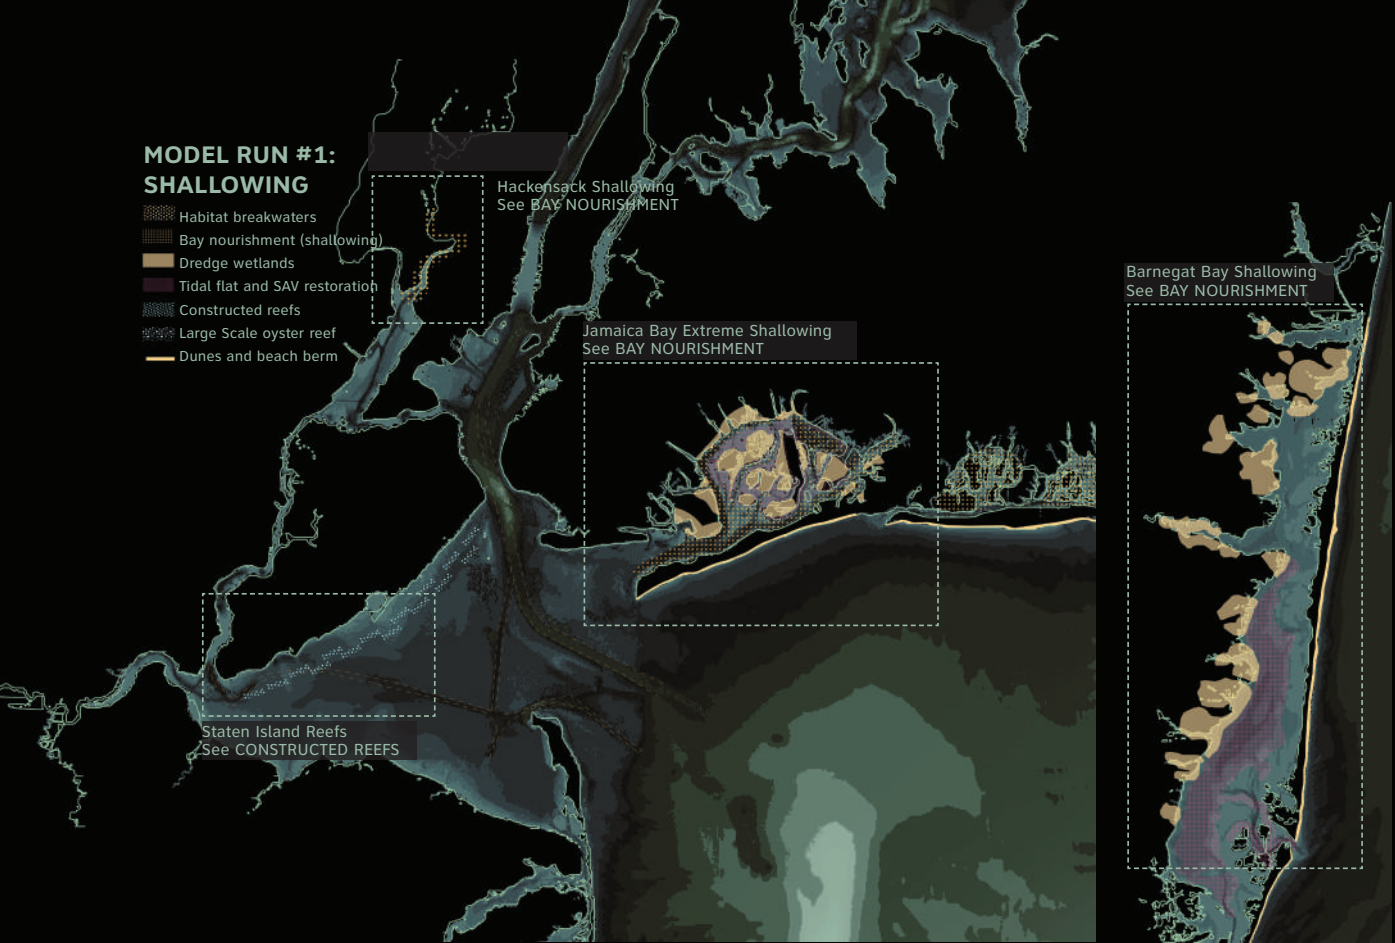 MODEL RUN #1:
SHALLOWING
Habitat breakwaters
Bay nourishment (shallowing)
Dredge wetlands
Tidal flat and SAV restoration
Constructed reefs
Large Scale oyster reef
Dunes and beach berm
Hackensack Shallowing
See BAY NOURISHMENT
Jamaica Bay Extreme Shallowing
See BAY NOURISHMENT
Barnegat Bay Shallowing
See BAY NOURISHMENT
Staten Island Reefs
See CONSTRUCTED REEFS